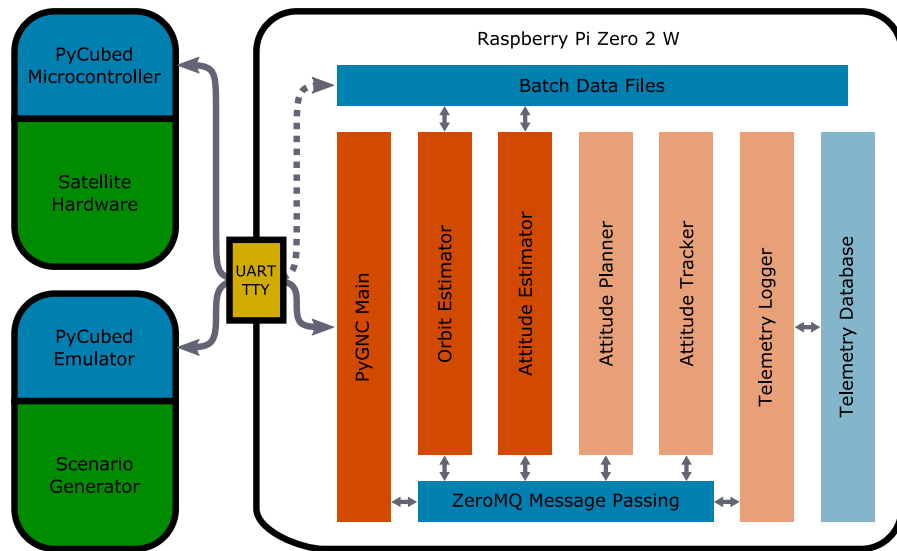 PyCubed
Microcontroller
Satellite
Hardware
PyCubed
Emulator
Scenario
Generator
UART
TTY
Raspberry Pi Zero 2 W
Batch Data Files
PyGNC Main
Orbit Estimator
Attitude Estimator
Attitude Planner
Attitude Tracker
Telemetry Logger
Telemetry Database
ZeroMQ Message Passing